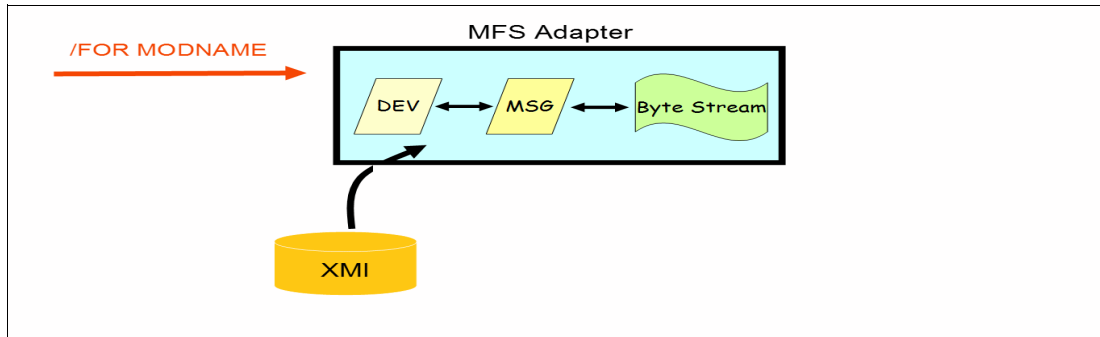 MFS Adapter
/FOR MODNAME
DEV
MSG
Byte Stream
XMI